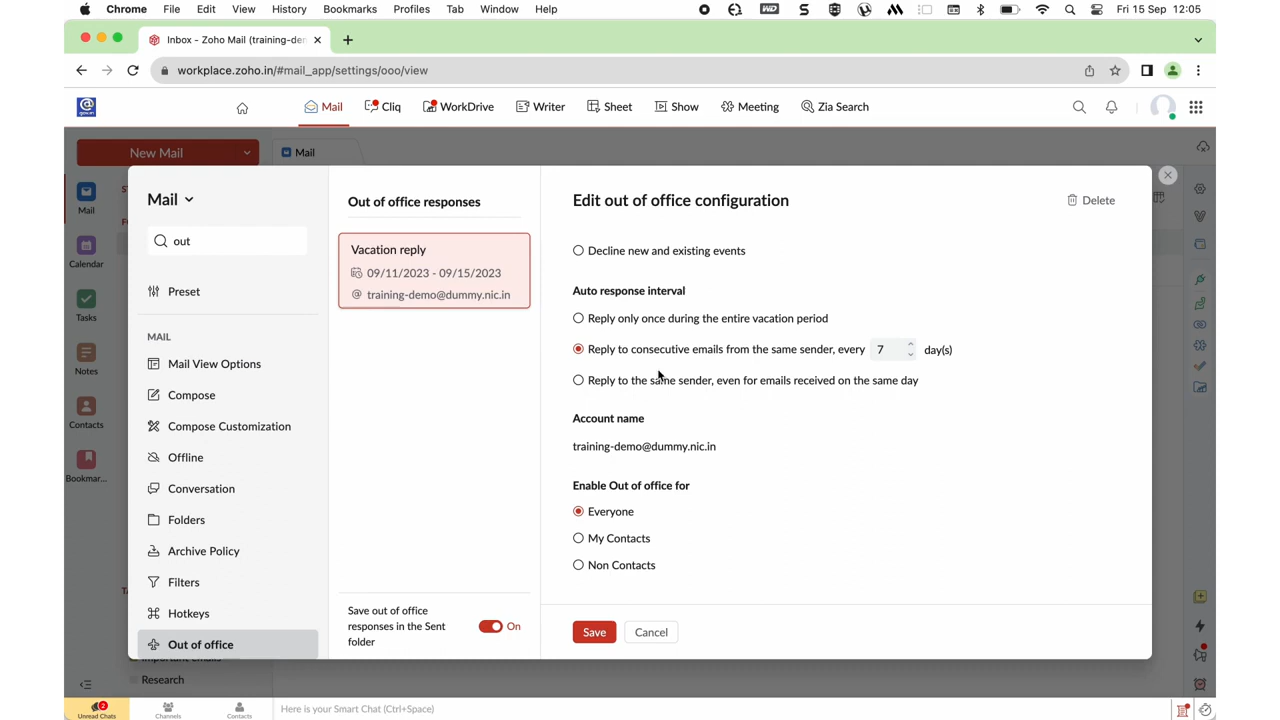 Chrome File Edit View History Bookmarks Profiles Tab Window Help WD Fri 15 Sep 12:05
Inbox - Zoho Mail (training-de
workplace.zoho.in/#mail_app/settings/ooo/view
Mail Cliq WorkDrive Writer Sheet Show Meeting Zia Search
New Mail
Mail
Mail
Calendar
Tasks
Notes
Contacts
Bookmar...
Mail
out
Preset
MAIL
Mail View Options
Compose
Compose Customization
Offline
Conversation
Folders
Archive Policy
Filters
Hotkeys
Out of office
Research
Out of office responses
Vacation reply
09/11/2023 - 09/15/2023
training-demo@dummy.nic.in
Save out of office
responses in the Sent
folder
On
Edit out of office configuration
Delete
Decline new and existing events
Auto response interval
Reply only once during the entire vacation period
Reply to consecutive emails from the same sender, every 7 day(s)
Reply to the same sender, even for emails received on the same day
Account name
training-demo@dummy.nic.in
Enable Out of office for
Everyone
My Contacts
Non Contacts
Save Cancel
2
Unread Chats Channels Contacts Here is your Smart Chat (Ctrl+Space)